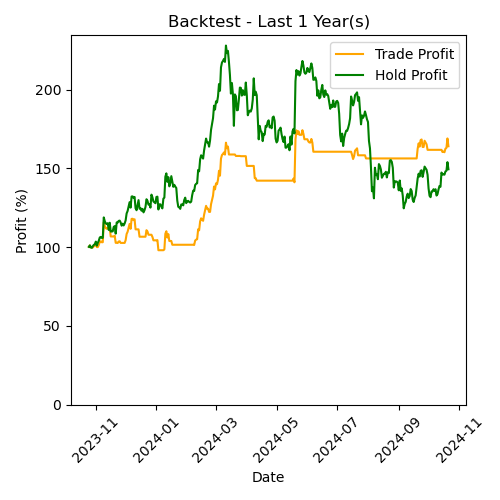 Backtest - Last 1 Year(s)
Trade Profit
Hold Profit
Profit (%)
200
150
100
50
0
2023-11
2024-01
2024-03
2024-05
2024-07
2024-09
2024-11
Date